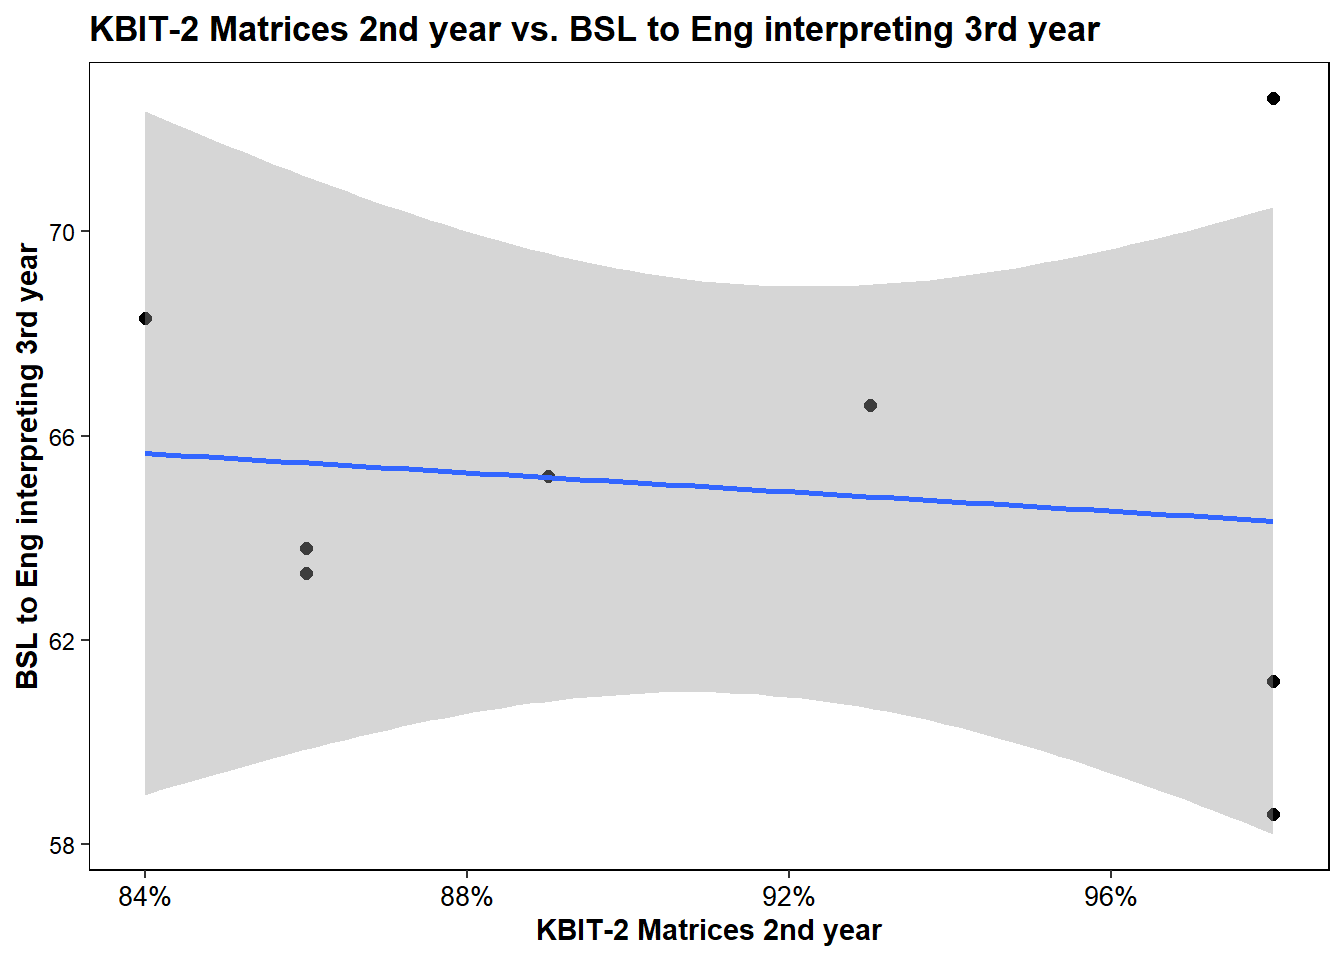 KBIT-2 Matrices 2nd year vs. BSL to Eng interpreting 3rd year
BSL to Eng interpreting 3rd year
70
66
62
58
84% 88% 92% 96%
KBIT-2 Matrices 2nd year